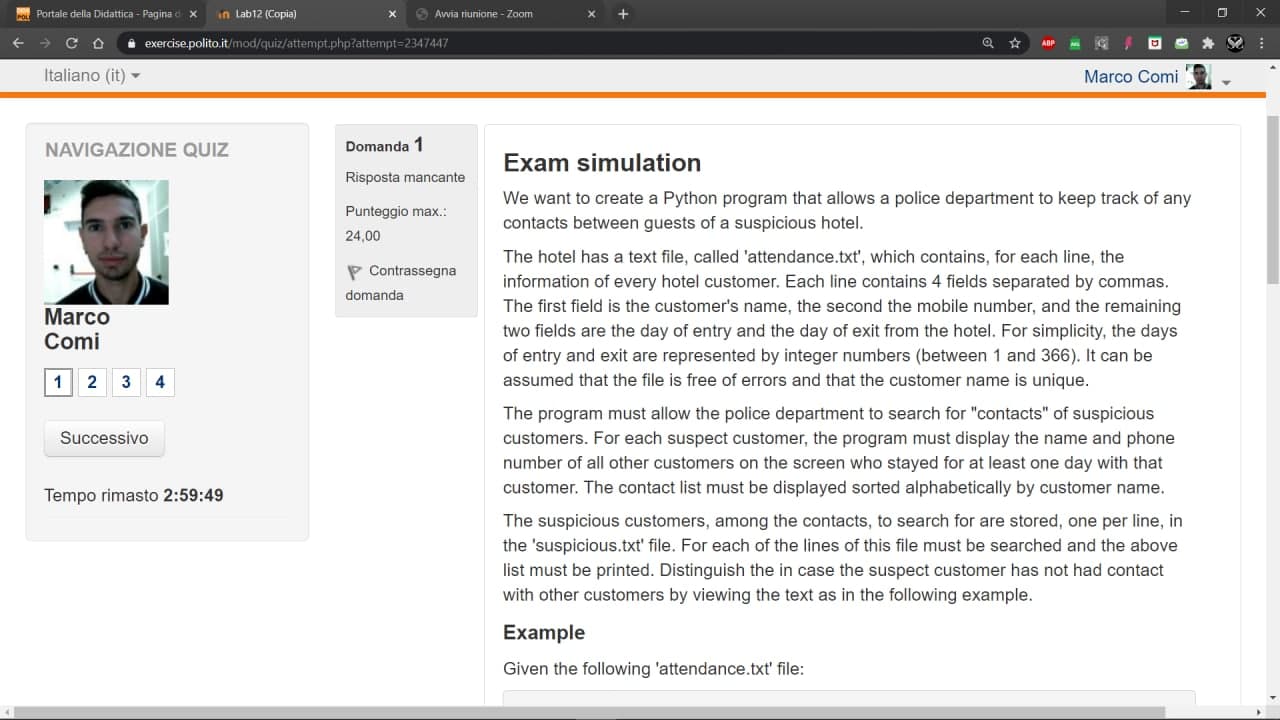 Portale della Didattica - Pagina d
Lab12 (Copia)
Avvia riunione - Zoom
exercise.polito.it/mod/quiz/attempt.php?attempt=2347447
ABP
Italiano (it)
Marco Comi
NAVIGAZIONE QUIZ
Marco
Comi
1 2 3 4
Successivo
Tempo rimasto 2:59:49
Domanda 1
Risposta mancante
Punteggio max.:
24,00
Contrassegna
domanda
Exam simulation
We want to create a Python program that allows a police department to keep track of any
contacts between guests of a suspicious hotel.
The hotel has a text file, called 'attendance.txt', which contains, for each line, the
information of every hotel customer. Each line contains 4 fields separated by commas.
The first field is the customer's name, the second the mobile number, and the remaining
two fields are the day of entry and the day of exit from the hotel. For simplicity, the days
of entry and exit are represented by integer numbers (between 1 and 366). It can be
assumed that the file is free of errors and that the customer name is unique.
The program must allow the police department to search for "contacts" of suspicious
customers. For each suspect customer, the program must display the name and phone
number of all other customers on the screen who stayed for at least one day with that
customer. The contact list must be displayed sorted alphabetically by customer name.
The suspicious customers, among the contacts, to search for are stored, one per line, in
the 'suspicious.txt' file. For each of the lines of this file must be searched and the above
list must be printed. Distinguish the in case the suspect customer has not had contact
with other customers by viewing the text as in the following example.
Example
Given the following 'attendance.txt' file: